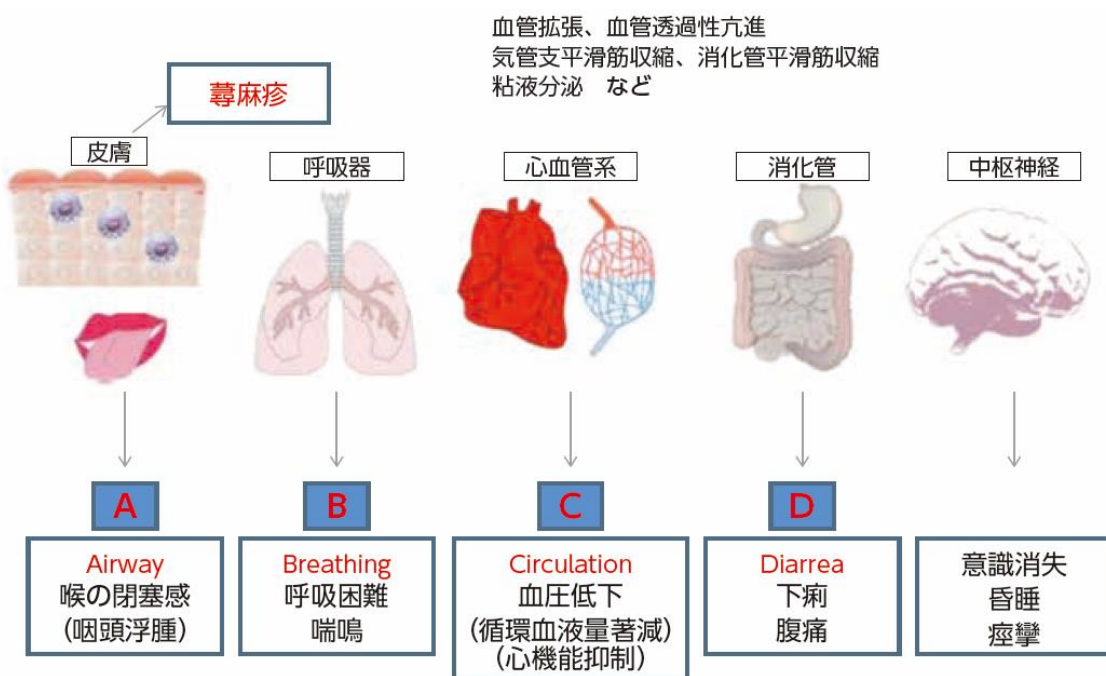 血管拡張、血管透過性亢進
気管支平滑筋収縮、消化管平滑筋収縮
粘液分泌　など
蕁麻疹
皮膚
呼吸器
心血管系
消化管
中枢神経
A
Airway
喉の閉塞感
(咽頭浮腫)
B
Breathing
呼吸困難
喘鳴
C
Circulation
血圧低下
(循環血液量著減)
(心機能抑制)
D
Diarrea
下痢
腹痛
意識消失
昏睡
痙攣